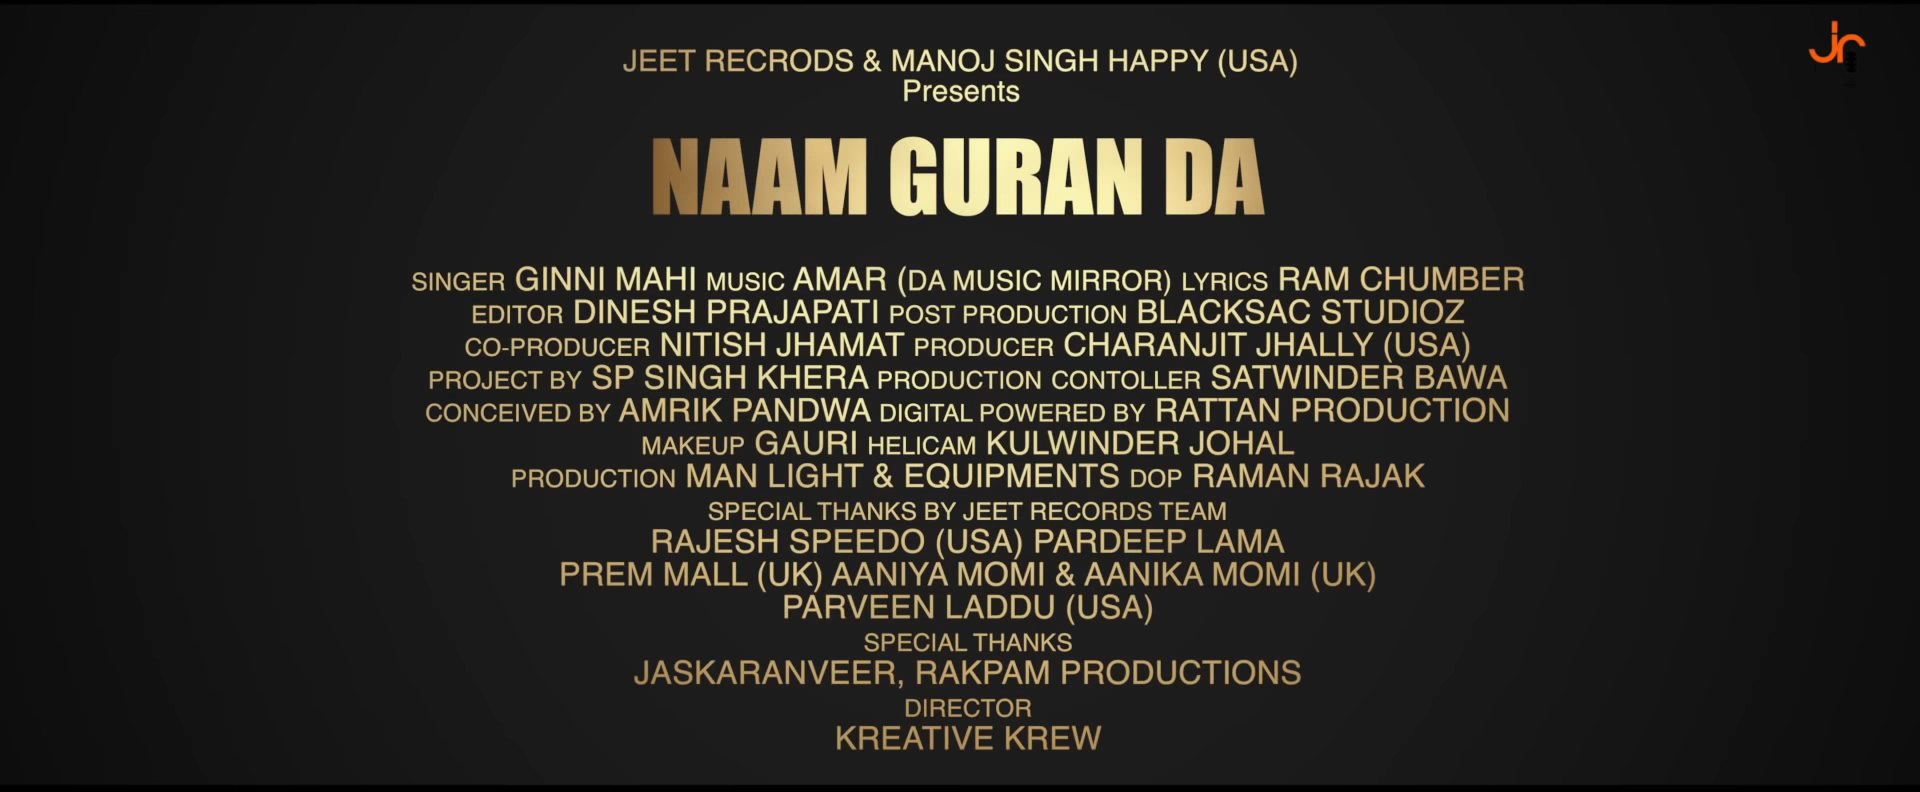 JEET RECRODS & MANOJ SINGH HAPPY (USA)
Presents
jr
NAAM GURAN DA
SINGER GINNI MAHI MUSIC AMAR (DA MUSIC MIRROR) LYRICS RAM CHUMBER
EDITOR DINESH PRAJAPATI POST PRODUCTION BLACKSAC STUDIOZ
CO-PRODUCER NITISH JHAMAT PRODUCER CHARANJIT JHALLY (USA)
PROJECT BY SP SINGH KHERA PRODUCTION CONTOLLER SATWINDER BAWA
CONCEIVED BY AMRIK PANDWA DIGITAL POWERED BY RATTAN PRODUCTION
MAKEUP GAURI HELICAM KULWINDER JOHAL
PRODUCTION MAN LIGHT & EQUIPMENTS DOP RAMAN RAJAK
SPECIAL THANKS BY JEET RECORDS TEAM
RAJESH SPEEDO (USA) PARDEEP LAMA
PREM MALL (UK) AANIYA MOMI & AANIKA MOMI (UK)
PARVEEN LADDU (USA)
SPECIAL THANKS
JASKARANVEER, RAKPAM PRODUCTIONS
DIRECTOR
KREATIVE KREW